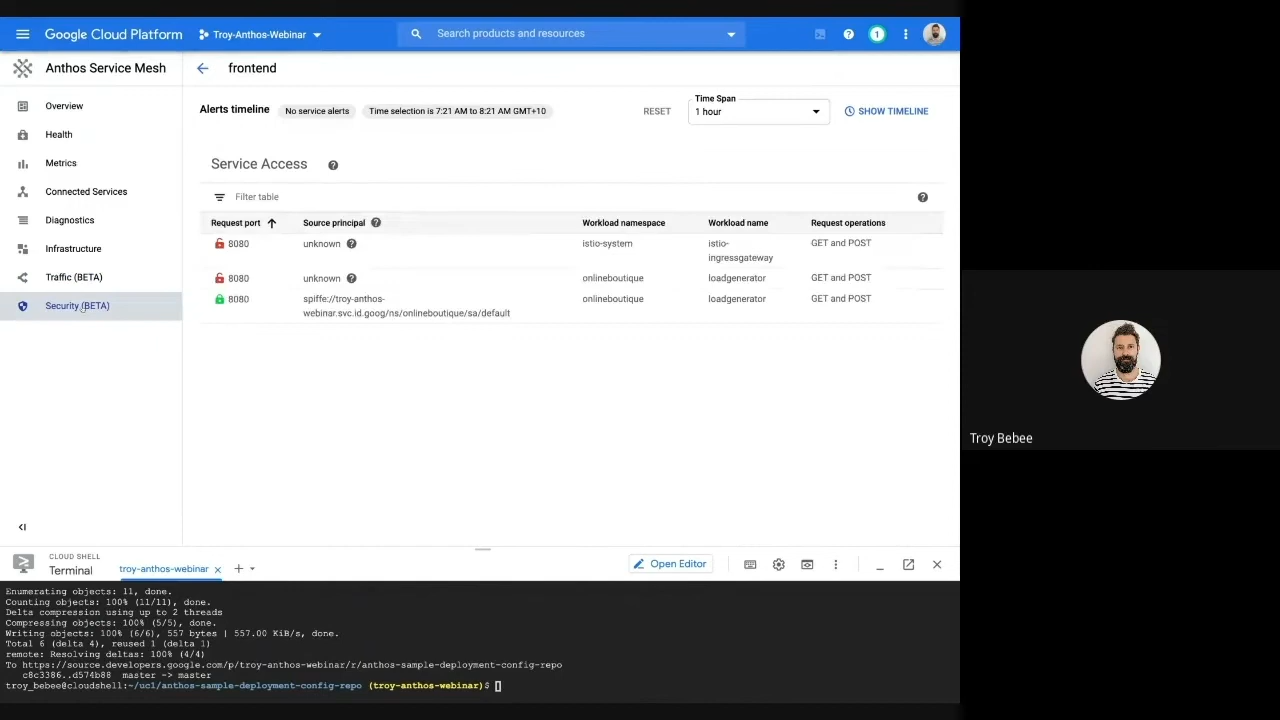 Google Cloud Platform
Troy-Anthos-Webinar
Search products and resources
1
Anthos Service Mesh
frontend
Overview
Health
Metrics
Connected Services
Diagnostics
Infrastructure
Traffic (BETA)
Security (BETA)
Alerts timeline
No service alerts
Time selection is 7:21 AM to 8:21 AM GMT+10
RESET
Time Span
1 hour
SHOW TIMELINE
Service Access
Filter table
Request port Source principal Workload namespace Workload name Request operations
8080 unknown istio-system istio-
ingressgateway GET and POST
8080 unknown onlineboutique loadgenerator GET and POST
8080 spiffe://troy-anthos-
webinar.svc.id.goog/ns/onlineboutique/sa/default onlineboutique loadgenerator GET and POST
Troy Bebee
CLOUD SHELL
Terminal
troy-anthos-webinar
Open Editor
Enumerating objects: 11, done.
Counting objects: 100% (11/11), done.
Delta compression using up to 2 threads
Compressing objects: 100% (5/5), done.
Writing objects: 100% (6/6), 557 bytes | 557.00 KiB/s, done.
Total 6 (delta 4), reused 1 (delta 1)
remote: Resolving deltas: 100% (4/4)
To https://source.developers.google.com/p/troy-anthos-webinar/r/anthos-sample-deployment-config-repo
c8c3386..d574b88 master -> master
troy_bebee@cloudshell:~/uc1/anthos-sample-deployment-config-repo (troy-anthos-webinar)$